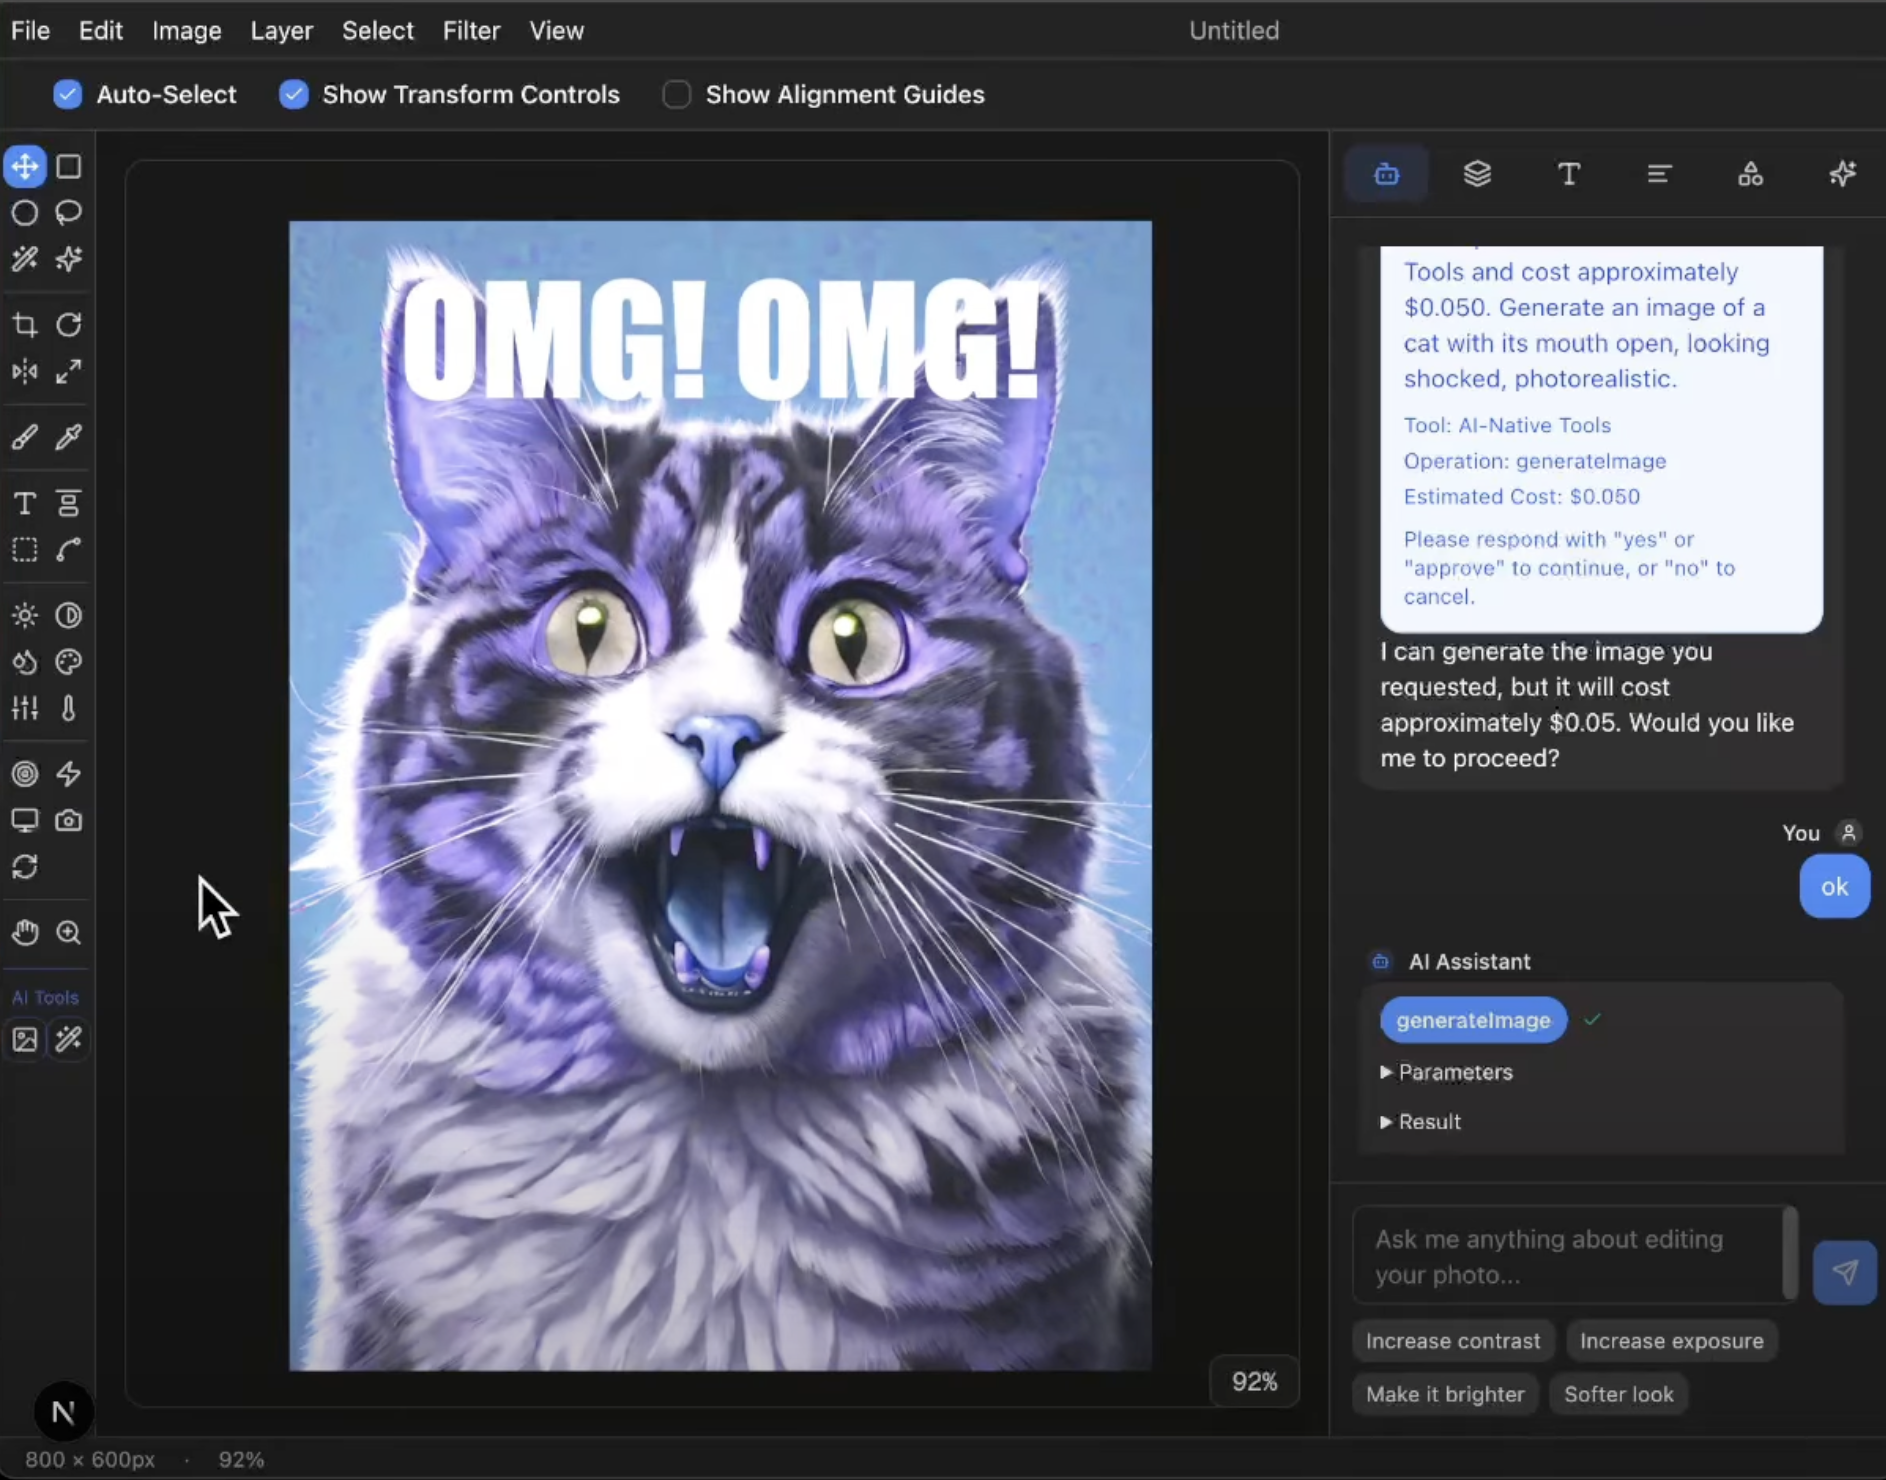 File Edit Image Layer Select Filter View Untitled
Auto-Select Show Transform Controls Show Alignment Guides
OMG! OMG!
AI Tools
92%
N
800 × 600px · 92%
Tools and cost approximately
$0.050. Generate an image of a
cat with its mouth open, looking
shocked, photorealistic.
Tool: AI-Native Tools
Operation: generateImage
Estimated Cost: $0.050
Please respond with "yes" or
"approve" to continue, or "no" to
cancel.
I can generate the image you
requested, but it will cost
approximately $0.05. Would you like
me to proceed?
You
ok
AI Assistant
generateImage
Parameters
Result
Ask me anything about editing
your photo...
Increase contrast Increase exposure
Make it brighter Softer look